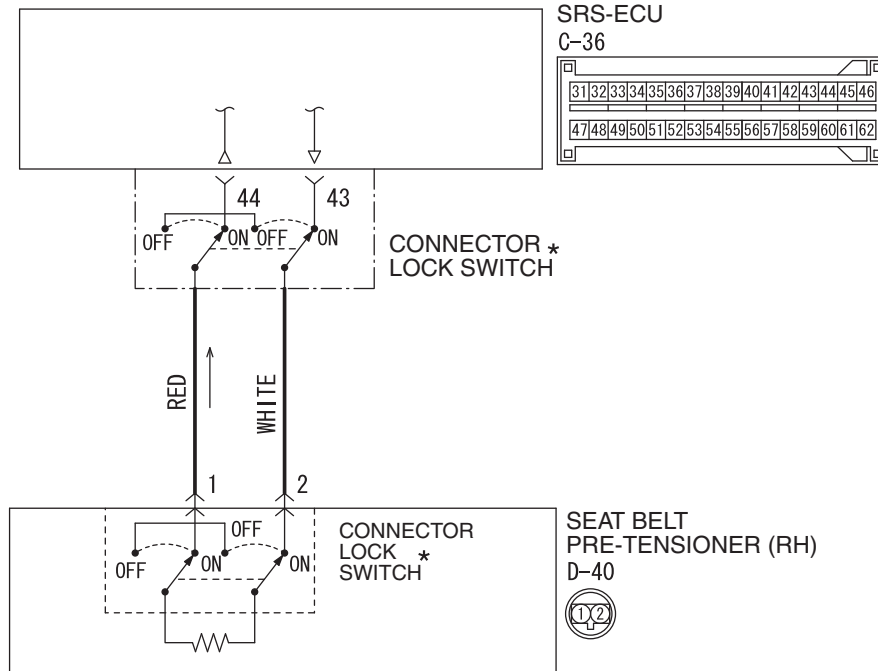 SRS-ECU
C-36
31 32 33 34 35 36 37 38 39 40 41 42 43 44 45 46
47 48 49 50 51 52 53 54 55 56 57 58 59 60 61 62
44 43
OFF ON OFF ON
CONNECTOR *
LOCK SWITCH
RED
WHITE
1 2
OFF
OFF ON ON
CONNECTOR
LOCK *
SWITCH
SEAT BELT
PRE-TENSIONER (RH)
D-40
1 2